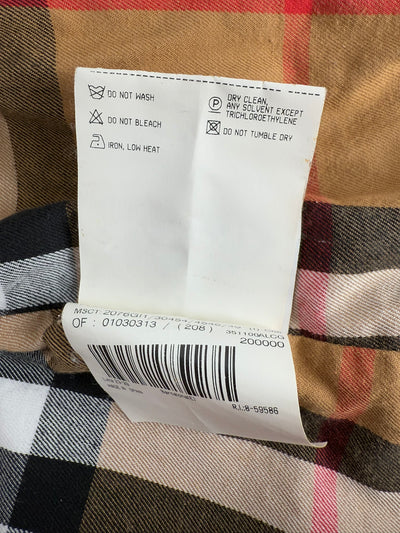 DO NOT WASH
DO NOT BLEACH
IRON, LOW HEAT
P
DRY CLEAN,
ANY SOLVENT EXCEPT
TRICHLOROETHYLENE
DO NOT TUMBLE DRY
351100ALCG
OF : 01030313 / (208)
200000
R.I.:8-59586